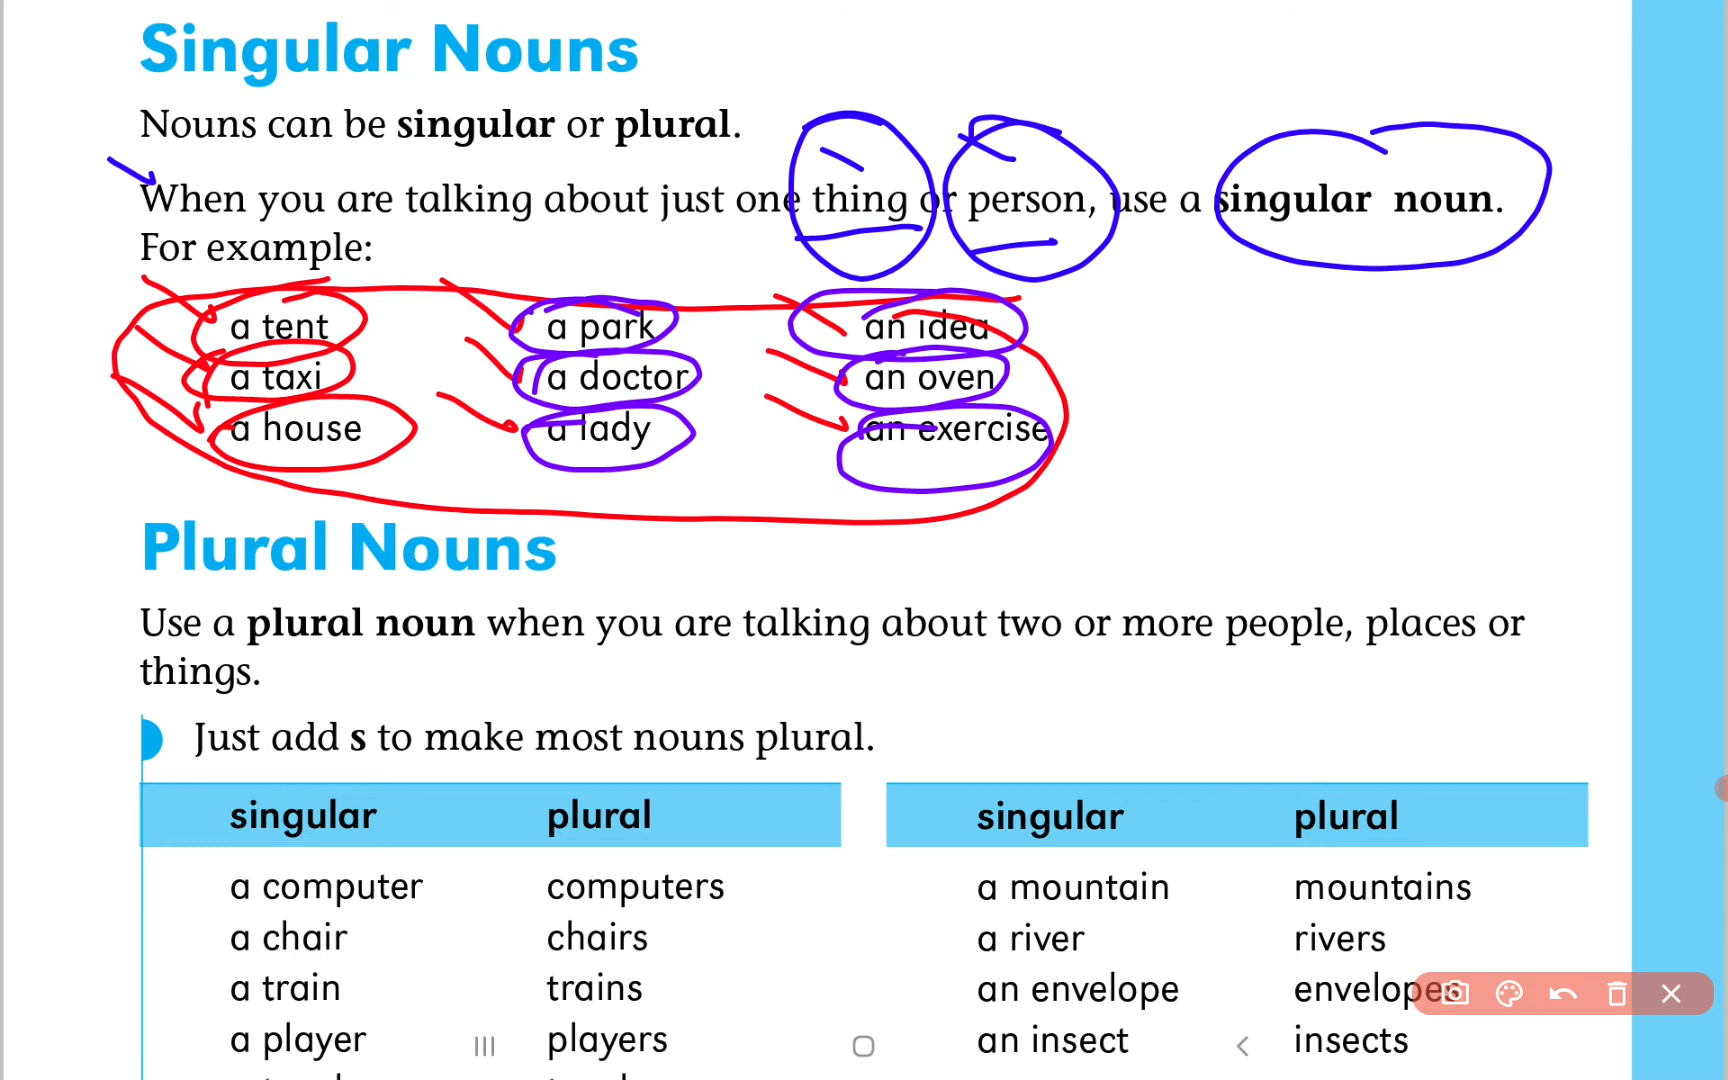 Singular Nouns
Nouns can be singular or plural.
When you are talking about just one thing or person, use a singular noun.
For example:
a tent a park an idea
a taxi a doctor an oven
a house a lady an exercise
Plural Nouns
Use a plural noun when you are talking about two or more people, places or
things.
Just add s to make most nouns plural.
singular plural singular plural
a computer computers a mountain mountains
a chair chairs a river rivers
a train trains an envelope envelopes
a player players an insect insects